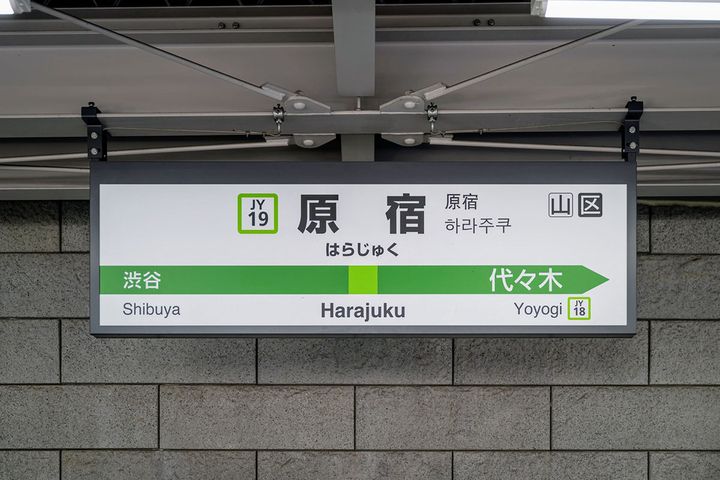 JY
19
原宿
原宿
하라주쿠
山区
はらじゅく
渋谷
代々木
Shibuya
Harajuku
Yoyogi
JY
18